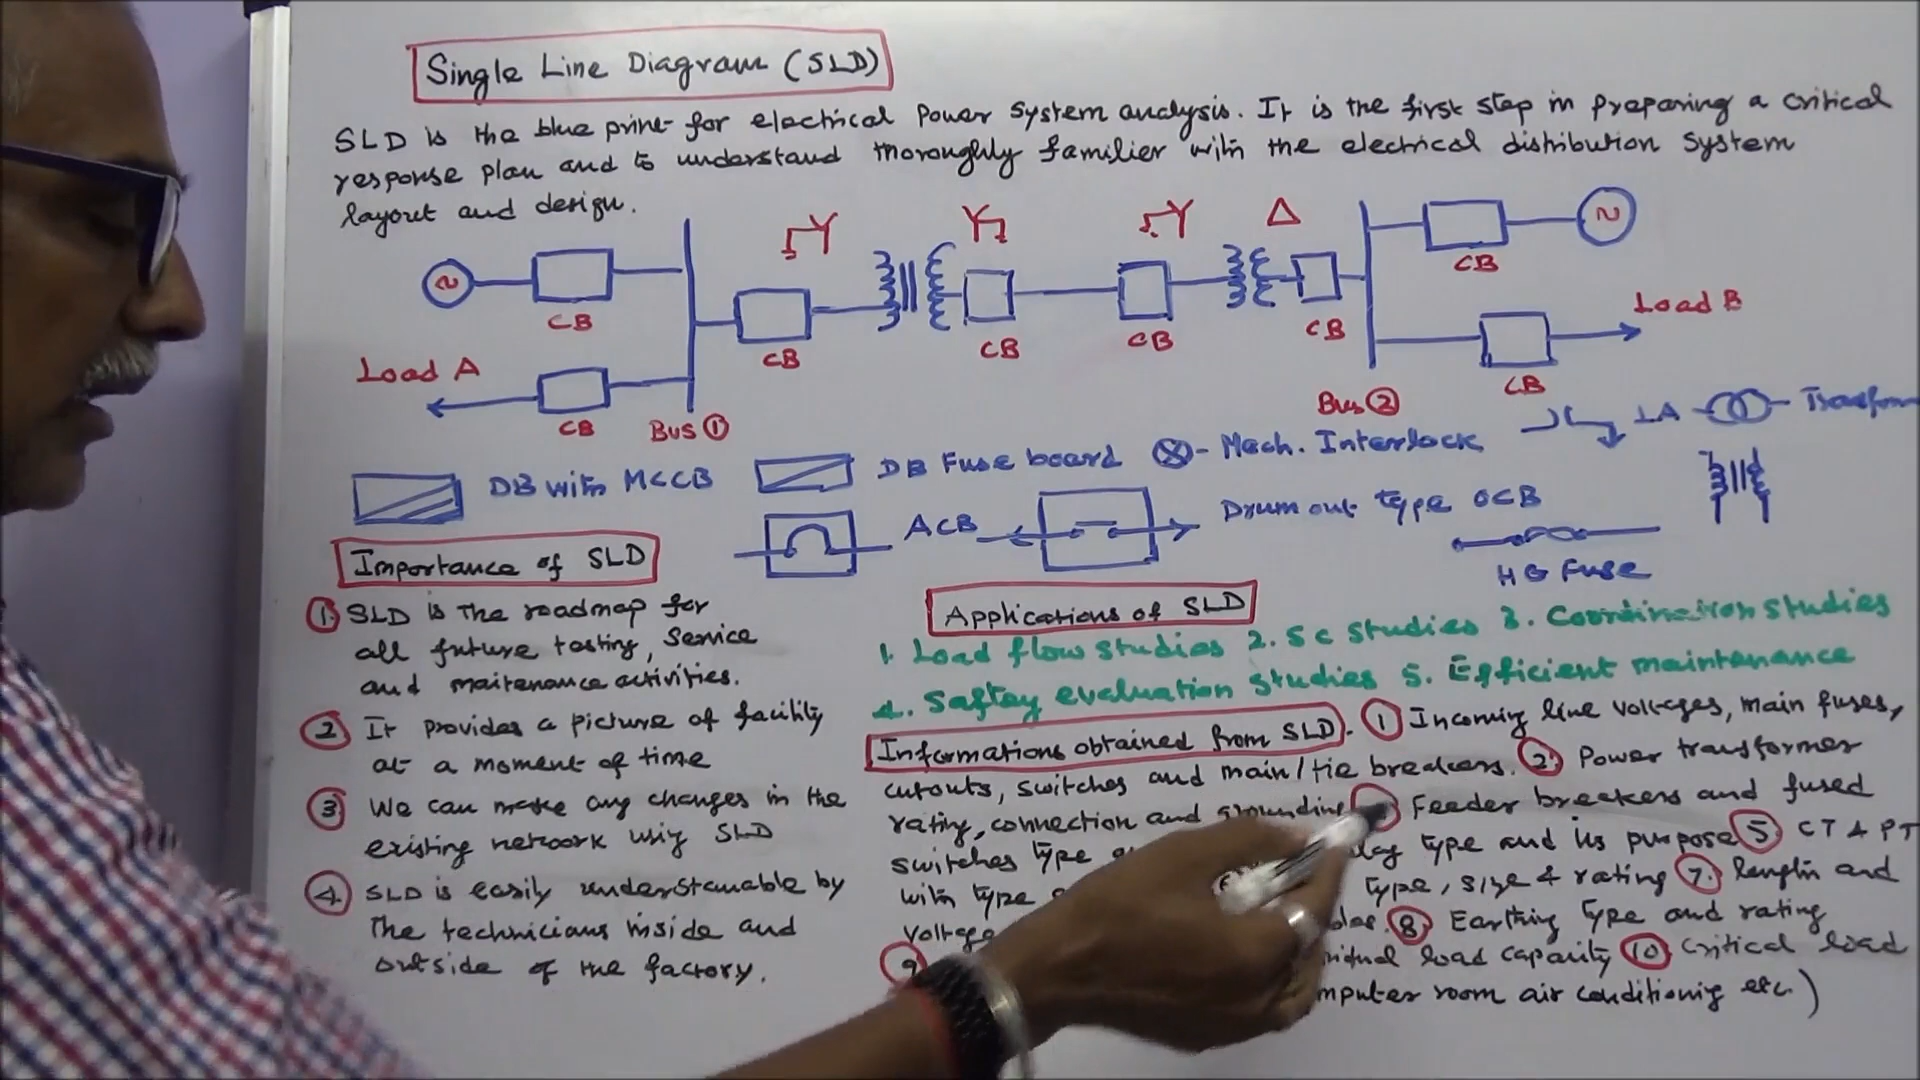 Single Line Diagram (SLD)
SLD is the blue print for electrical Power System analysis. It is the first step in preparing a critical
response plan and to understand thoroughly familier with the electrical distribution System
layout and design.
Y Y Y Δ
~ CB CB CB CB CB CB ~
Load A CB Bus ①
Load B CB Bus ②
LA Transform
DB with MCCB DB Fuse board - Mech. Interlock
ACB Drum out type OCB
HG Fuse
Importance of SLD
1. SLD is the roadmap for
all future testing, Service
and maitenance activities.
2 It provides a picture of facility
at a moment of time
3 We can make any changes in the
existing network using SLD
4. SLD is easily understanable by
the technicians inside and
outside of the factory.
Applications of SLD
1. Load flow studies 2. SC studies 3. Coordination studies
4. Saftey evaluation studies 5. Efficient maintenance
Informations obtained from SLD. ① Incoming line voltages, main fuses,
cutouts, switches and main/tie breakers. 2. Power transformer
rating, connection and grounding Feeder breakers and fused
switches type type and its purpose 5 CT & PT
with type type, size & rating 7. length and
voltage 8. Earthing type and rating
9 load capacity 10 Critical load
room air conditioning etc.)